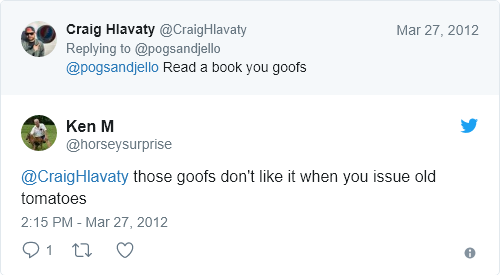 Craig Hlavaty @CraigHlavaty Mar 27, 2012
Replying to @pogsandjello
@pogsandjello Read a book you goofs
Ken M
@horseysurprise
@CraigHlavaty those goofs don't like it when you issue old
tomatoes
2:15 PM - Mar 27, 2012
1